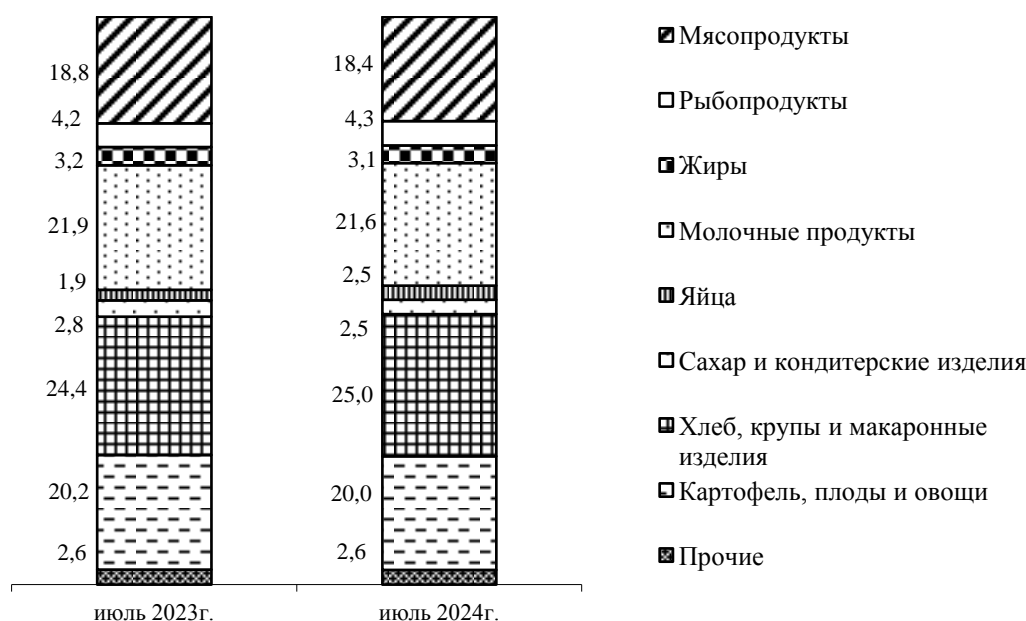 18,8
4,2
3,2
21,9
1,9
2,8
24,4
20,2
2,6
июль 2023г.
18,4
4,3
3,1
21,6
2,5
2,5
25,0
20,0
2,6
июль 2024г.
Мясопродукты
Рыбопродукты
Жиры
Молочные продукты
Яйца
Сахар и кондитерские изделия
Хлеб, крупы и макаронные
изделия
Картофель, плоды и овощи
Прочие